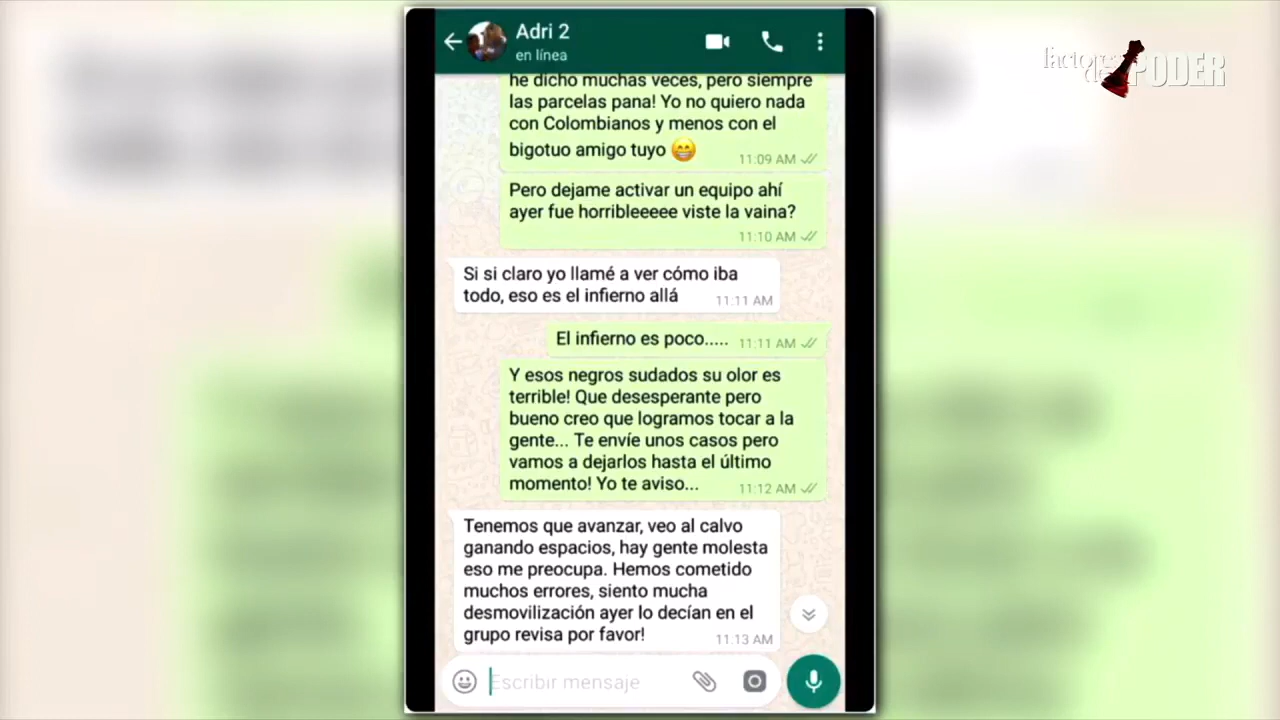 Adri 2
en línea
factores
de PODER
he dicho muchas veces, pero siempre
las parcelas pana! Yo no quiero nada
con Colombianos y menos con el
bigotuo amigo tuyo 😁
11:09 AM
Pero dejame activar un equipo ahí
ayer fue horribleeeee viste la vaina?
11:10 AM
Si si claro yo llamé a ver cómo iba
todo, eso es el infierno allá
11:11 AM
El infierno es poco.....
11:11 AM
Y esos negros sudados su olor es
terrible! Que desesperante pero
bueno creo que logramos tocar a la
gente... Te envíe unos casos pero
vamos a dejarlos hasta el último
momento! Yo te aviso...
11:12 AM
Tenemos que avanzar, veo al calvo
ganando espacios, hay gente molesta
eso me preocupa. Hemos cometido
muchos errores, siento mucha
desmovilización ayer lo decían en el
grupo revisa por favor!
11:13 AM
Escribir mensaje